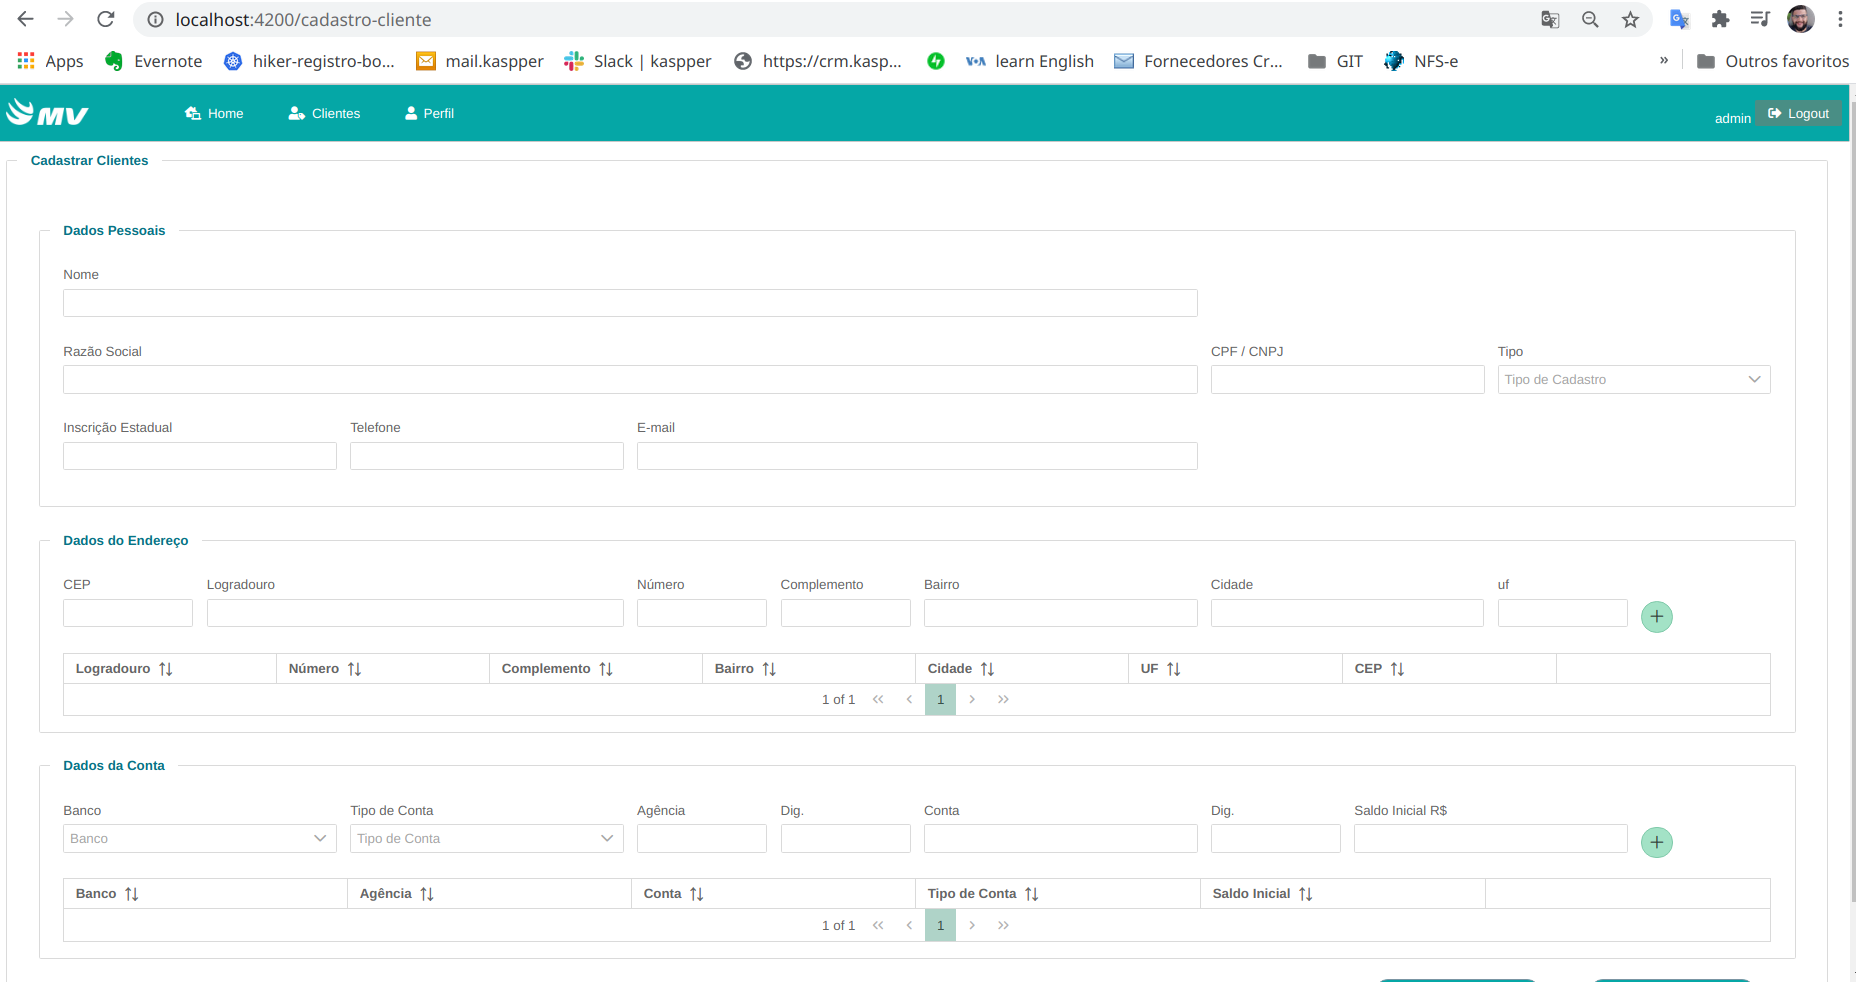 localhost:4200/cadastro-cliente
Apps Evernote hiker-registro-bo... mail.kaspper Slack | kaspper https://crm.kasp... VOA learn English Fornecedores Cr... GIT NFS-e » Outros favoritos
MV Home Clientes Perfil admin Logout
Cadastrar Clientes
Dados Pessoais
Nome
Razão Social CPF / CNPJ Tipo
Tipo de Cadastro
Inscrição Estadual Telefone E-mail
Dados do Endereço
CEP Logradouro Número Complemento Bairro Cidade uf
Logradouro Número Complemento Bairro Cidade UF CEP
1 of 1 « ‹ 1 › »
Dados da Conta
Banco Tipo de Conta Agência Dig. Conta Dig. Saldo Inicial R$
Banco Tipo de Conta
Banco Agência Conta Tipo de Conta Saldo Inicial
1 of 1 « ‹ 1 › »